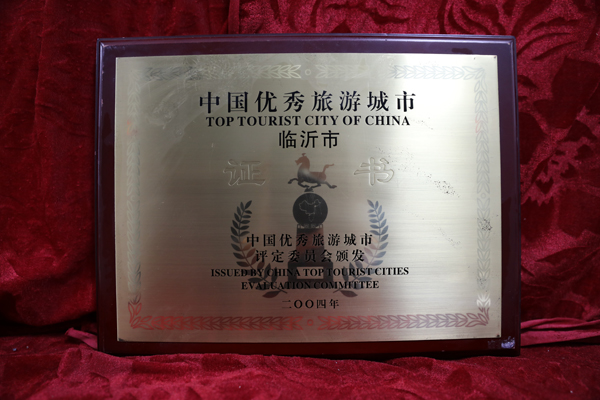 中国优秀旅游城市
TOP TOURIST CITY OF CHINA
临沂市
证书
中国优秀旅游城市
评定委员会颁发
ISSUED BY CHINA TOP TOURIST CITIES
EVALUATION COMMITTEE
二〇〇四年